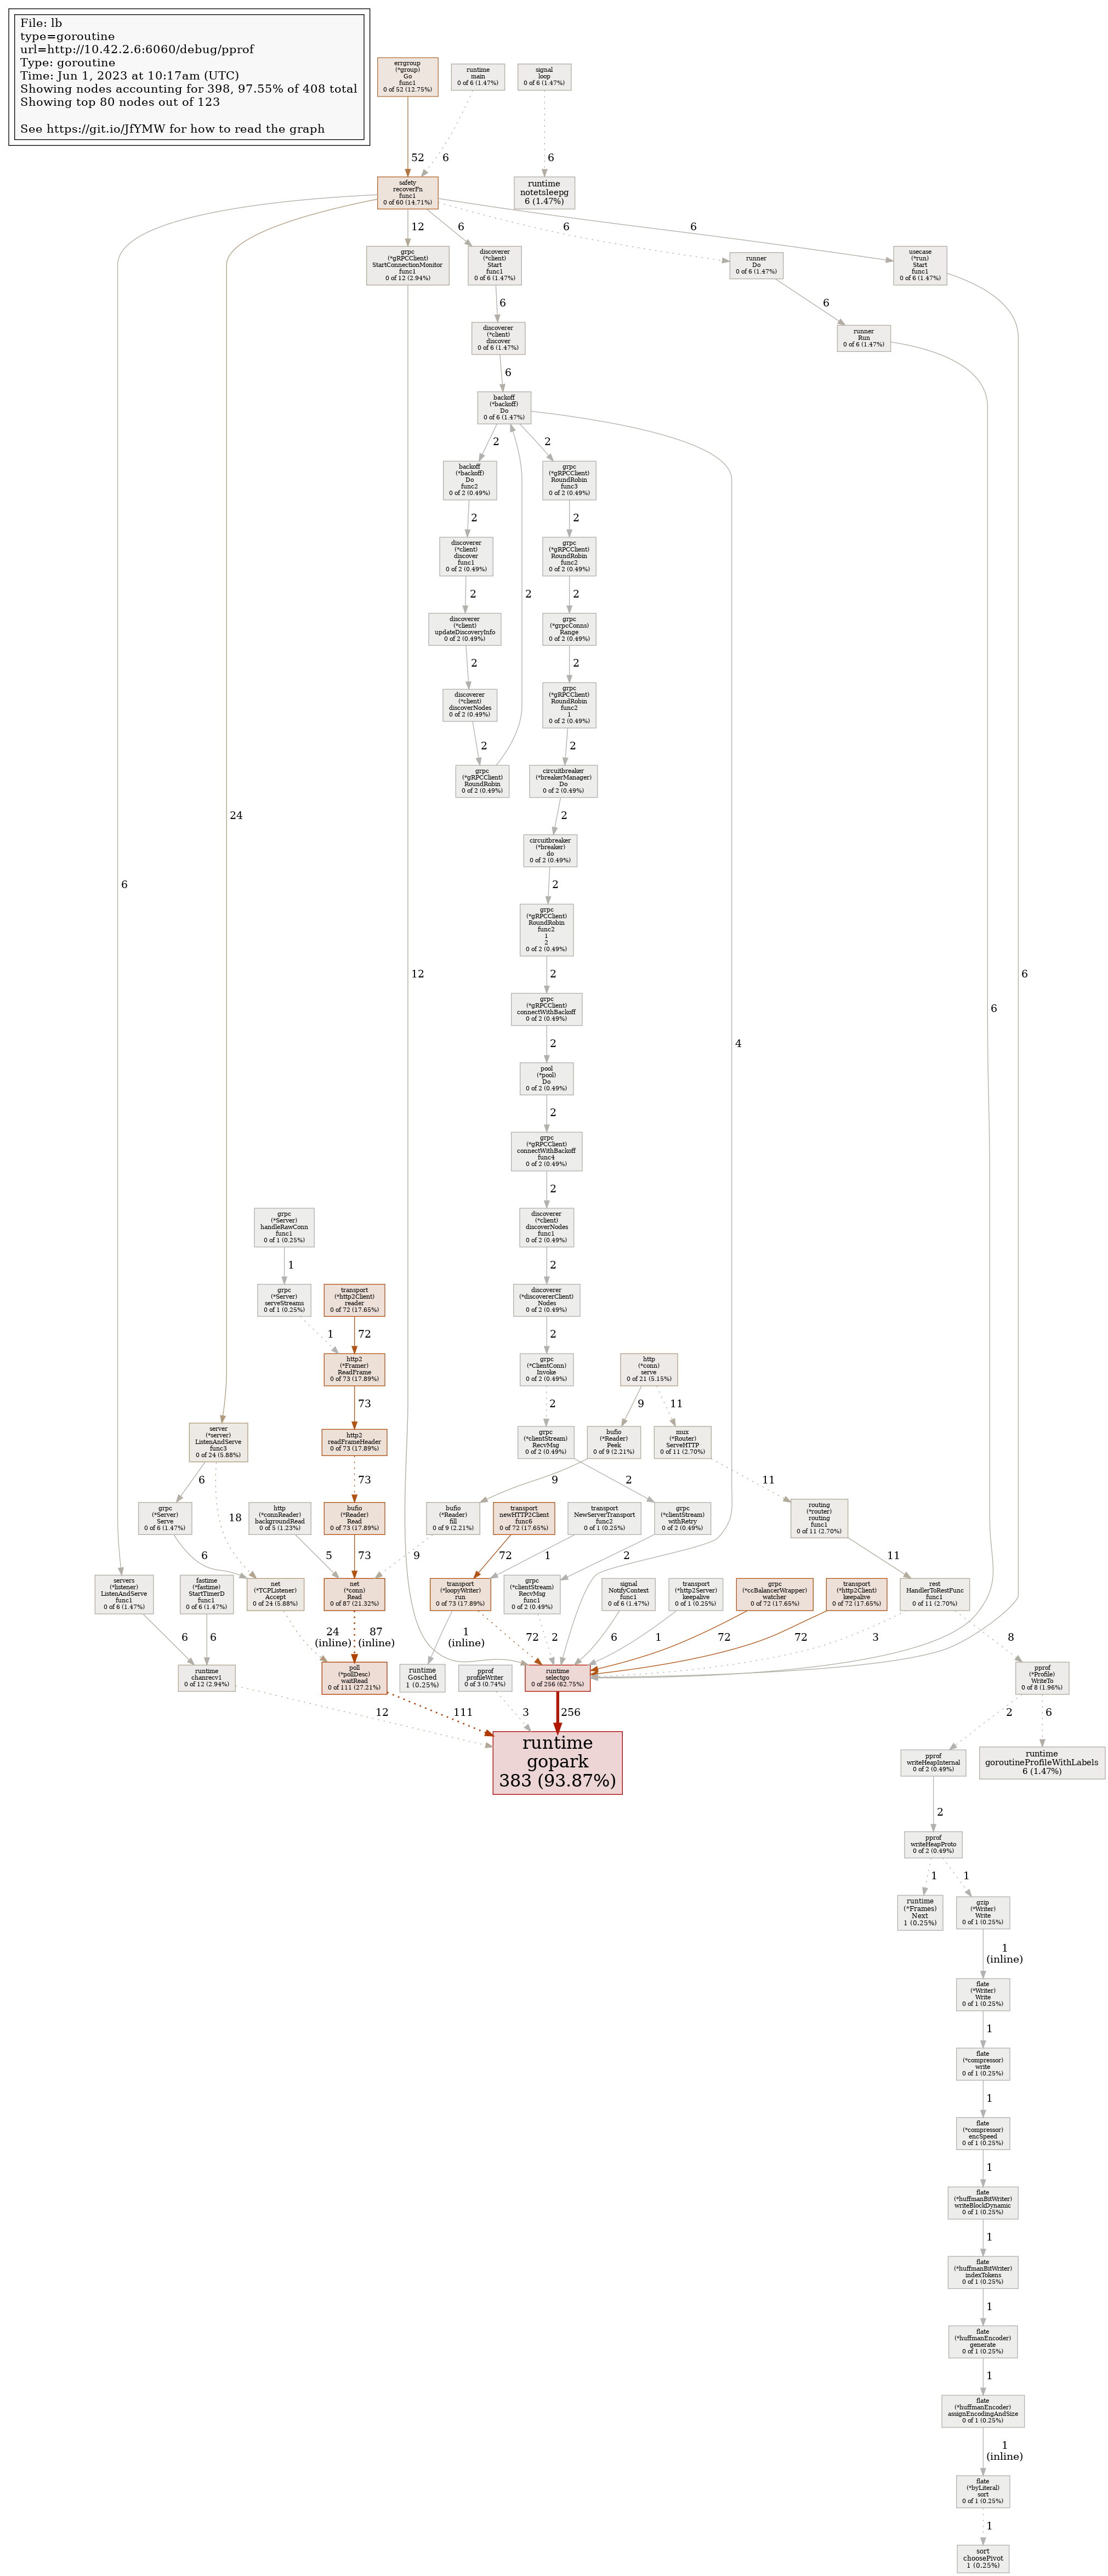 File: lb
type=goroutine
url=http://10.42.2.6:6060/debug/pprof
Type: goroutine
Time: Jun 1, 2023 at 10:17am (UTC)
Showing nodes accounting for 398, 97.55% of 408 total
Showing top 80 nodes out of 123
See https://git.io/JfYMW for how to read the graph
errgroup
(*group)
Go
func1
0 of 52 (12.75%)
runtime
main
0 of 6 (1.47%)
signal
loop
0 of 6 (1.47%)
52
6
6
safety
recoverFn
func1
0 of 60 (14.71%)
runtime
notetsleepg
6 (1.47%)
12
6
6
6
grpc
(*gRPCClient)
StartConnectionMonitor
func1
0 of 12 (2.94%)
discoverer
(*client)
Start
func1
0 of 6 (1.47%)
runner
Do
0 of 6 (1.47%)
usecase
(*run)
Start
func1
0 of 6 (1.47%)
6
6
discoverer
(*client)
discover
0 of 6 (1.47%)
runner
Run
0 of 6 (1.47%)
6
backoff
(*backoff)
Do
0 of 6 (1.47%)
2
2
backoff
(*backoff)
Do
func2
0 of 2 (0.49%)
grpc
(*gRPCClient)
RoundRobin
func3
0 of 2 (0.49%)
2
2
discoverer
(*client)
discover
func1
0 of 2 (0.49%)
grpc
(*gRPCClient)
RoundRobin
func2
0 of 2 (0.49%)
2
2
2
discoverer
(*client)
updateDiscoveryInfo
0 of 2 (0.49%)
grpc
(*grpcConns)
Range
0 of 2 (0.49%)
2
2
discoverer
(*client)
discoverNodes
0 of 2 (0.49%)
grpc
(*gRPCClient)
RoundRobin
func2
1
0 of 2 (0.49%)
2
2
grpc
(*gRPCClient)
RoundRobin
0 of 2 (0.49%)
circuitbreaker
(*breakerManager)
Do
0 of 2 (0.49%)
24
2
circuitbreaker
(*breaker)
do
0 of 2 (0.49%)
6
2
grpc
(*gRPCClient)
RoundRobin
func2
1
2
0 of 2 (0.49%)
12
2
6
grpc
(*gRPCClient)
connectWithBackoff
0 of 2 (0.49%)
6
2
4
pool
(*pool)
Do
0 of 2 (0.49%)
2
grpc
(*gRPCClient)
connectWithBackoff
func4
0 of 2 (0.49%)
2
grpc
(*Server)
handleRawConn
func1
0 of 1 (0.25%)
discoverer
(*client)
discoverNodes
func1
0 of 2 (0.49%)
1
2
grpc
(*Server)
serveStreams
0 of 1 (0.25%)
transport
(*http2Client)
reader
0 of 72 (17.65%)
discoverer
(*discovererClient)
Nodes
0 of 2 (0.49%)
1
72
2
http2
(*Framer)
ReadFrame
0 of 73 (17.89%)
grpc
(*ClientConn)
Invoke
0 of 2 (0.49%)
http
(*conn)
serve
0 of 21 (5.15%)
73
2
9
11
server
(*server)
ListenAndServe
func3
0 of 24 (5.88%)
http2
readFrameHeader
0 of 73 (17.89%)
grpc
(*clientStream)
RecvMsg
0 of 2 (0.49%)
bufio
(*Reader)
Peek
0 of 9 (2.21%)
mux
(*Router)
ServeHTTP
0 of 11 (2.70%)
6
18
73
9
2
11
grpc
(*Server)
Serve
0 of 6 (1.47%)
http
(*connReader)
backgroundRead
0 of 5 (1.23%)
bufio
(*Reader)
Read
0 of 73 (17.89%)
bufio
(*Reader)
fill
0 of 9 (2.21%)
transport
newHTTP2Client
func6
0 of 72 (17.65%)
transport
NewServerTransport
func2
0 of 1 (0.25%)
grpc
(*clientStream)
withRetry
0 of 2 (0.49%)
routing
(*router)
routing
func1
0 of 11 (2.70%)
6
5
73
9
72
1
2
11
servers
(*listener)
ListenAndServe
func1
0 of 6 (1.47%)
fastime
(*fastime)
StartTimerD
func1
0 of 6 (1.47%)
net
(*TCPListener)
Accept
0 of 24 (5.88%)
net
(*conn)
Read
0 of 87 (21.32%)
transport
(*loopyWriter)
run
0 of 73 (17.89%)
grpc
(*clientStream)
RecvMsg
func1
0 of 2 (0.49%)
signal
NotifyContext
func1
0 of 6 (1.47%)
transport
(*http2Server)
keepalive
0 of 1 (0.25%)
grpc
(*ccBalancerWrapper)
watcher
0 of 72 (17.65%)
transport
(*http2Client)
keepalive
0 of 72 (17.65%)
rest
HandlerToRestFunc
func1
0 of 11 (2.70%)
6
6
24
(inline)
87
(inline)
1
(inline)
72
2
6
1
72
72
3
8
runtime
chanrecv1
0 of 12 (2.94%)
poll
(*pollDesc)
waitRead
0 of 111 (27.21%)
runtime
Gosched
1 (0.25%)
pprof
profileWriter
0 of 3 (0.74%)
runtime
selectgo
0 of 256 (62.75%)
pprof
(*Profile)
WriteTo
0 of 8 (1.96%)
12
111
3
256
2
6
runtime
gopark
383 (93.87%)
pprof
writeHeapInternal
0 of 2 (0.49%)
runtime
goroutineProfileWithLabels
6 (1.47%)
2
pprof
writeHeapProto
0 of 2 (0.49%)
1
1
runtime
(*Frames)
Next
1 (0.25%)
gzip
(*Writer)
Write
0 of 1 (0.25%)
1
(inline)
flate
(*Writer)
Write
0 of 1 (0.25%)
1
flate
(*compressor)
write
0 of 1 (0.25%)
1
flate
(*compressor)
encSpeed
0 of 1 (0.25%)
1
flate
(*huffmanBitWriter)
writeBlockDynamic
0 of 1 (0.25%)
1
flate
(*huffmanBitWriter)
indexTokens
0 of 1 (0.25%)
1
flate
(*huffmanEncoder)
generate
0 of 1 (0.25%)
1
flate
(*huffmanEncoder)
assignEncodingAndSize
0 of 1 (0.25%)
1
(inline)
flate
(*byLiteral)
sort
0 of 1 (0.25%)
1
sort
choosePivot
1 (0.25%)